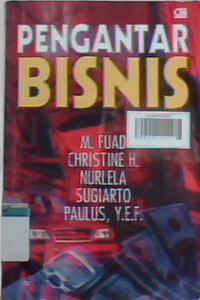 PENGANTAR
BISNIS
M. FUAD
CHRISTINE H.
NURLELA
SUGIARTO
PAULUS, Y.E.F.